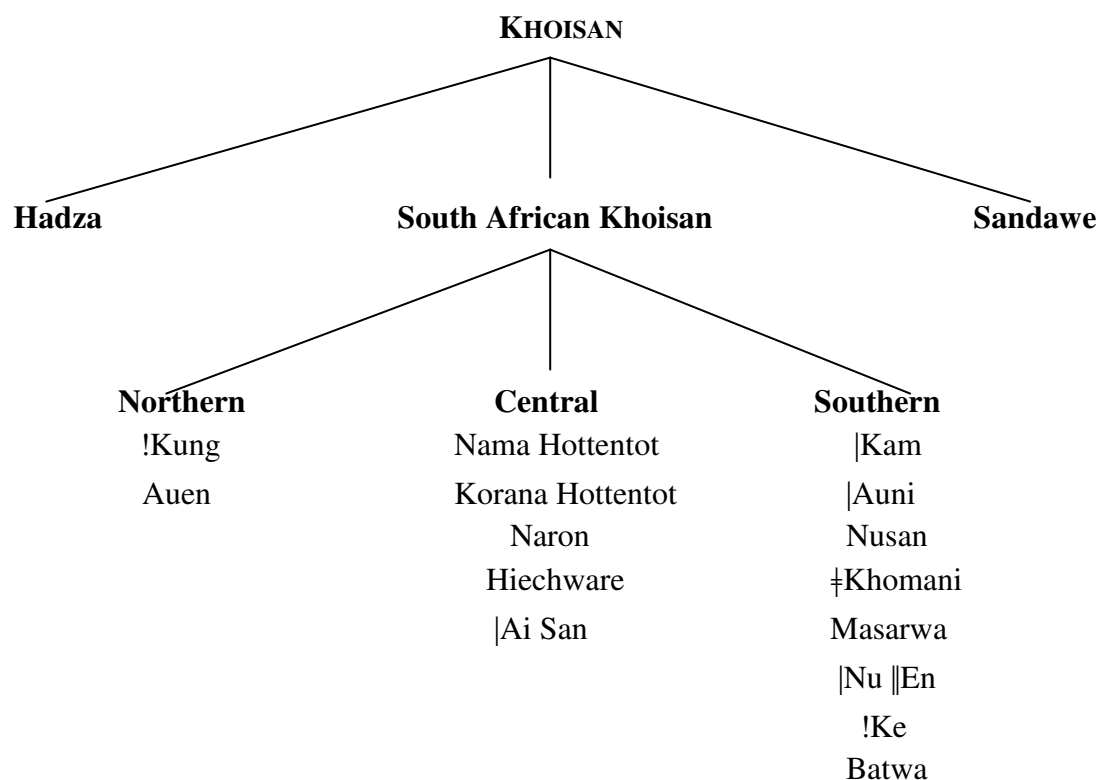 KHOISAN
Hadza South African Khoisan Sandawe
Northern Central Southern
!Kung Nama Hottentot |Kam
Auen Korana Hottentot |Auni
Naron Nusan
Hiechware ǂKhomani
|Ai San Masarwa
|Nu ‖En
!Ke
Batwa